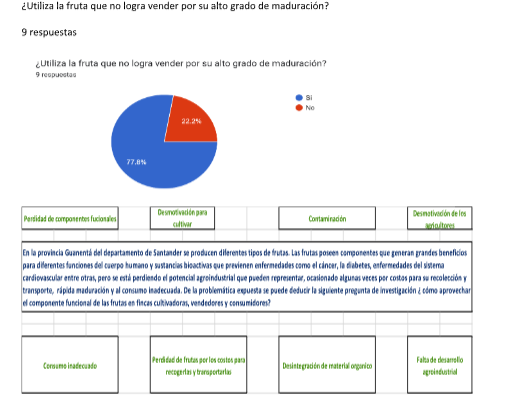 ¿Utiliza la fruta que no logra vender por su alto grado de maduración?
9 respuestas
¿Utiliza la fruta que no logra vender por su alto grado de maduración?
9 respuestas
Si
No
22.2%
77.8%
Perdidad de componentes fucionales
Desmotivación para
cultivar
Contaminación
Desmotivación de los
agricultores
En la provincia Guanentá del departamento de Santander se producen diferentes tipos de frutas. Las frutas poseen componentes que generan grandes beneficios
para diferentes funciones del cuerpo humano y sustancias bioactivas que previenen enfermedades como el cáncer, la diabetes, enfermedades del sistema
cardiovascular entre otras, pero se está perdiendo el potencial agroindustrial que pueden representar, ocasionado algunas veces por costos para su recolección y
transporte, rápida maduración y al consumo inadecuada. De la problemática expuesta se puede deducir la siguiente pregunta de investigación ¿ cómo aprovechar
el componente funcional de las frutas en fincas cultivadoras, vendedores y consumidores?
Consumo inadecuado
Perdidad de frutas por los costos para
recogerlas y transportarlas
Desintegración de material organico
Falta de desarrollo
agroindustrial